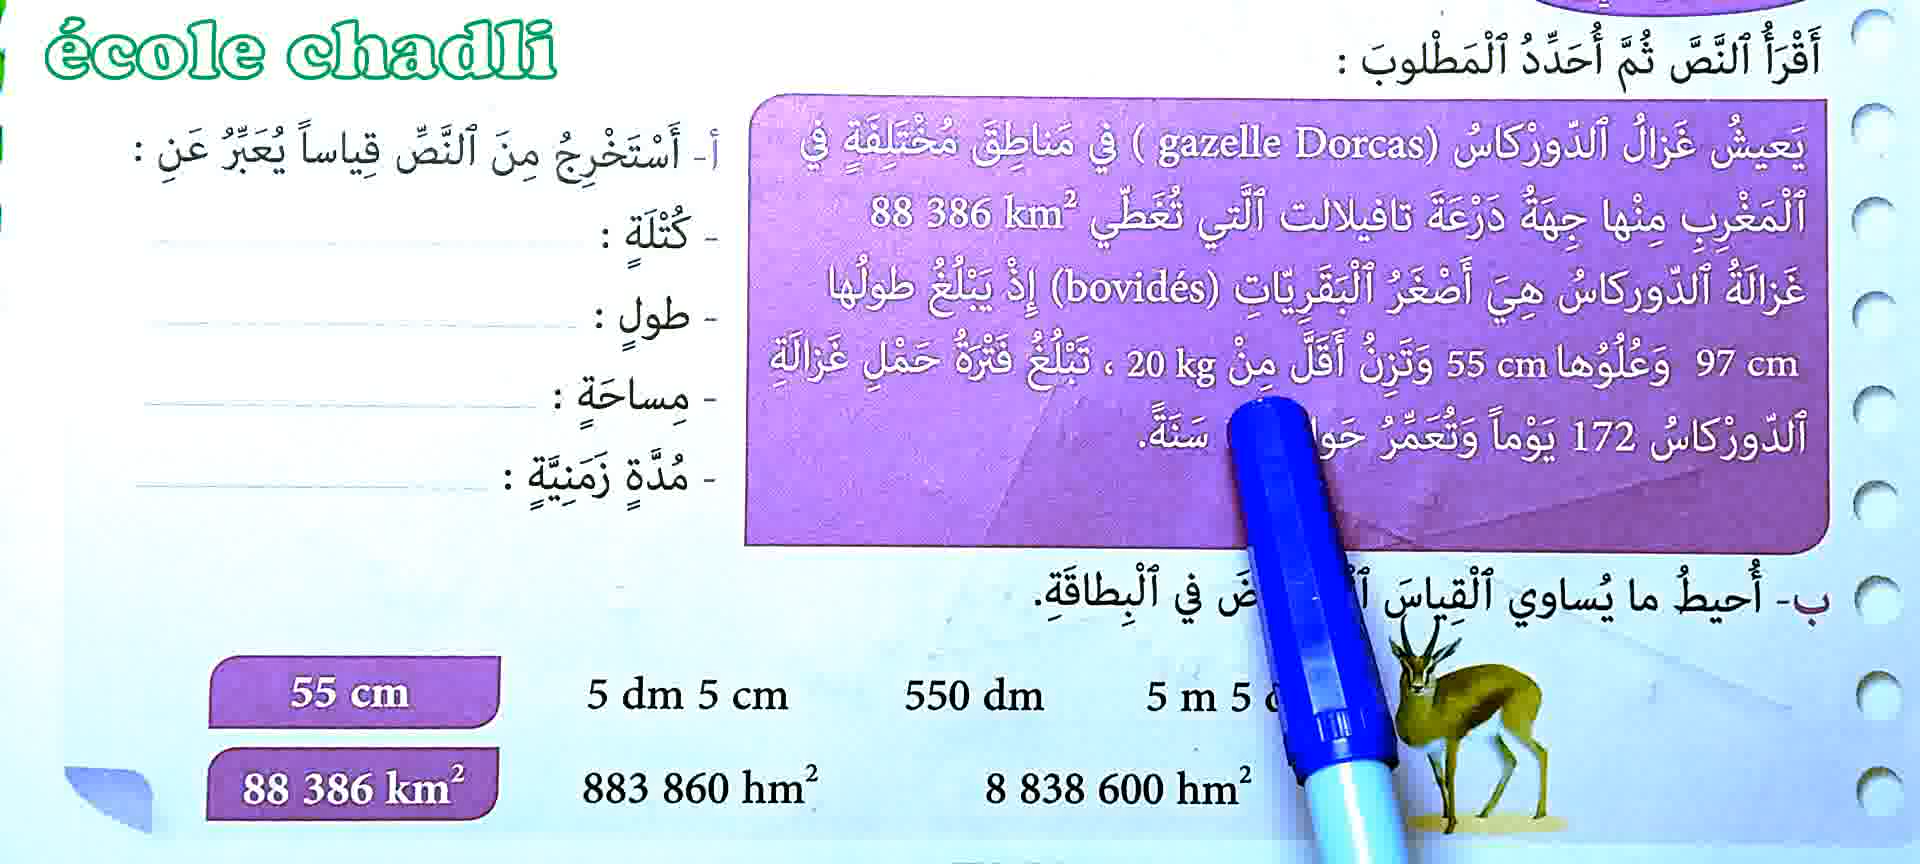 école chadli
أَقْرَأُ ٱلنَّصَّ ثُمَّ أُحَدِّدُ ٱلْمَطْلوبَ :
يَعيشُ غَزالُ ٱلدّورْكاسُ (gazelle Dorcas ) في مَناطِقَ مُخْتَلِفَةٍ في
ٱلْمَغْرِبِ مِنْها جِهَةُ دَرْعَةَ تافيلالت ٱلَّتي تُغَطّي 88 386 km²
غَزالَةُ ٱلدّورْكاسُ هِيَ أَصْغَرُ ٱلْبَقَرِيّاتِ (bovidés) إِذْ يَبْلُغُ طولُها
97 cm وَعُلُوُها 55 cm وَتَزِنُ أَقَلَّ مِنْ 20 kg ، تَبْلُغُ فَتْرَةُ حَمْلِ غَزالَةِ
ٱلدّورْكاسُ 172 يَوْماً وَتُعَمِّرُ سَنَةً.
أ- أَسْتَخْرِجُ مِنَ ٱلنَّصِّ قِياساً يُعَبِّرُ عَنِ :
- كُتْلَةٍ :
- طولٍ :
- مِساحَةٍ :
- مُدَّةٍ زَمَنِيَّةٍ :
ب- أُحيطُ ما يُساوي ٱلْقِياسَ في ٱلْبِطاقَةِ.
55 cm 5 dm 5 cm 550 dm 5 m 5
88 386 km² 883 860 hm² 8 838 600 hm²